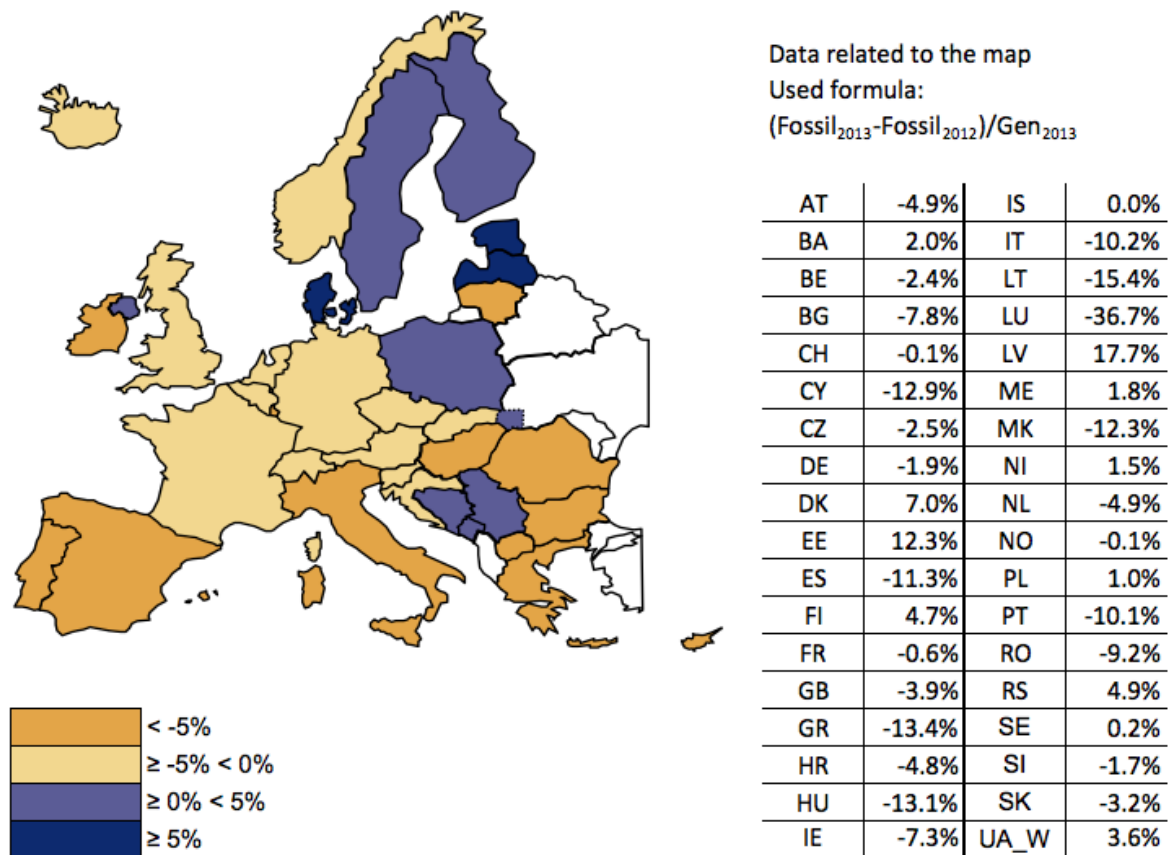 Data related to the map
Used formula:
(Fossil2013-Fossil2012)/Gen2013
AT -4.9% IS 0.0%
BA 2.0% IT -10.2%
BE -2.4% LT -15.4%
BG -7.8% LU -36.7%
CH -0.1% LV 17.7%
CY -12.9% ME 1.8%
CZ -2.5% MK -12.3%
DE -1.9% NI 1.5%
DK 7.0% NL -4.9%
EE 12.3% NO -0.1%
ES -11.3% PL 1.0%
FI 4.7% PT -10.1%
FR -0.6% RO -9.2%
GB -3.9% RS 4.9%
GR -13.4% SE 0.2%
HR -4.8% SI -1.7%
HU -13.1% SK -3.2%
IE -7.3% UA_W 3.6%
< -5%
≥ -5% < 0%
≥ 0% < 5%
≥ 5%